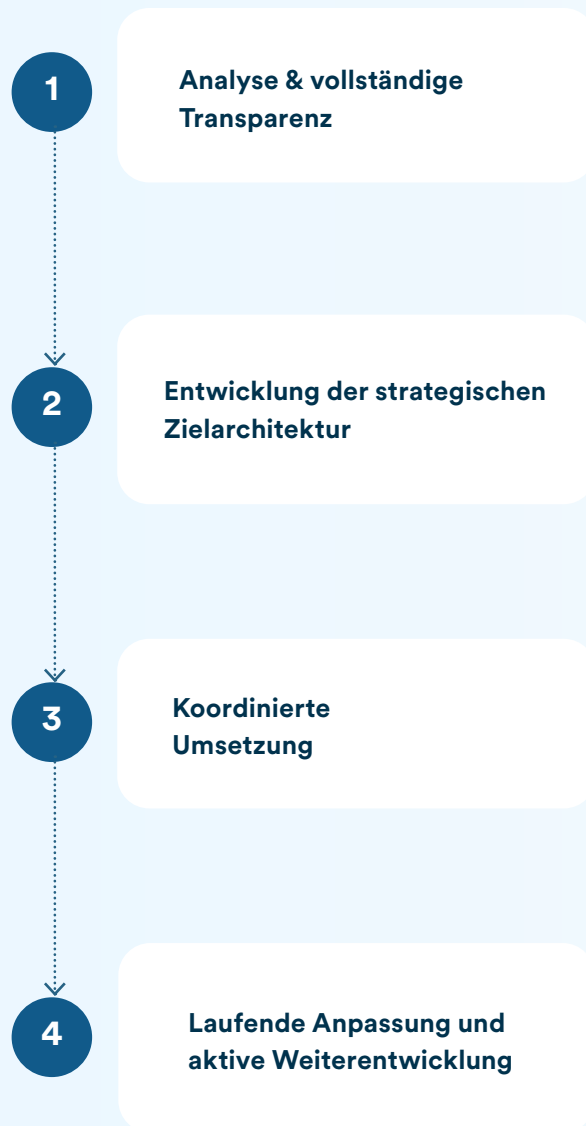 1
Analyse & vollständige
Transparenz
2
Entwicklung der strategischen
Zielarchitektur
3
Koordinierte
Umsetzung
4
Laufende Anpassung und
aktive Weiterentwicklung